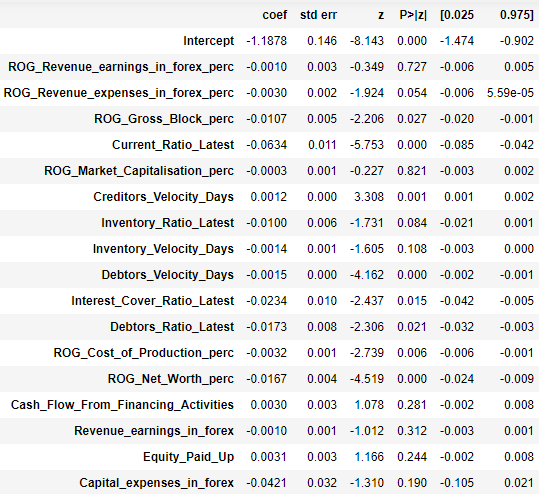 coef std err z P>|z| [0.025 0.975]
Intercept -1.1878 0.146 -8.143 0.000 -1.474 -0.902
ROG_Revenue_earnings_in_forex_perc -0.0010 0.003 -0.349 0.727 -0.006 0.005
ROG_Revenue_expenses_in_forex_perc -0.0030 0.002 -1.924 0.054 -0.006 5.59e-05
ROG_Gross_Block_perc -0.0107 0.005 -2.206 0.027 -0.020 -0.001
Current_Ratio_Latest -0.0634 0.011 -5.753 0.000 -0.085 -0.042
ROG_Market_Capitalisation_perc -0.0003 0.001 -0.227 0.821 -0.003 0.002
Creditors_Velocity_Days 0.0012 0.000 3.308 0.001 0.001 0.002
Inventory_Ratio_Latest -0.0100 0.006 -1.731 0.084 -0.021 0.001
Inventory_Velocity_Days -0.0014 0.001 -1.605 0.108 -0.003 0.000
Debtors_Velocity_Days -0.0015 0.000 -4.162 0.000 -0.002 -0.001
Interest_Cover_Ratio_Latest -0.0234 0.010 -2.437 0.015 -0.042 -0.005
Debtors_Ratio_Latest -0.0173 0.008 -2.306 0.021 -0.032 -0.003
ROG_Cost_of_Production_perc -0.0032 0.001 -2.739 0.006 -0.006 -0.001
ROG_Net_Worth_perc -0.0167 0.004 -4.519 0.000 -0.024 -0.009
Cash_Flow_From_Financing_Activities 0.0030 0.003 1.078 0.281 -0.002 0.008
Revenue_earnings_in_forex -0.0010 0.001 -1.012 0.312 -0.003 0.001
Equity_Paid_Up 0.0031 0.003 1.166 0.244 -0.002 0.008
Capital_expenses_in_forex -0.0421 0.032 -1.310 0.190 -0.105 0.021